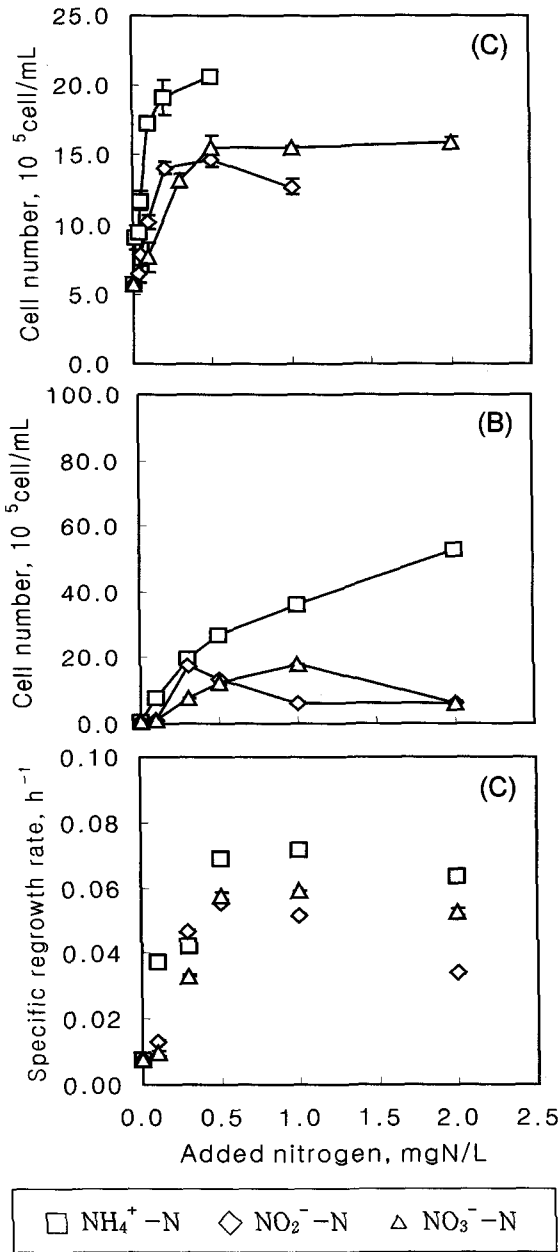 25.0
(C)
20.0
15.0
10.0
5.0
0.0
Cell number, 10 ⁵cell/mL
100.0
(B)
80.0
60.0
40.0
20.0
0.0
Cell number, 10 ⁵cell/mL
0.10
(C)
0.08
0.06
0.04
0.02
0.00
Specific regrowth rate, h⁻¹
0.0 0.5 1.0 1.5 2.0 2.5
Added nitrogen, mgN/L
NH₄⁺-N NO₂⁻-N NO₃⁻-N